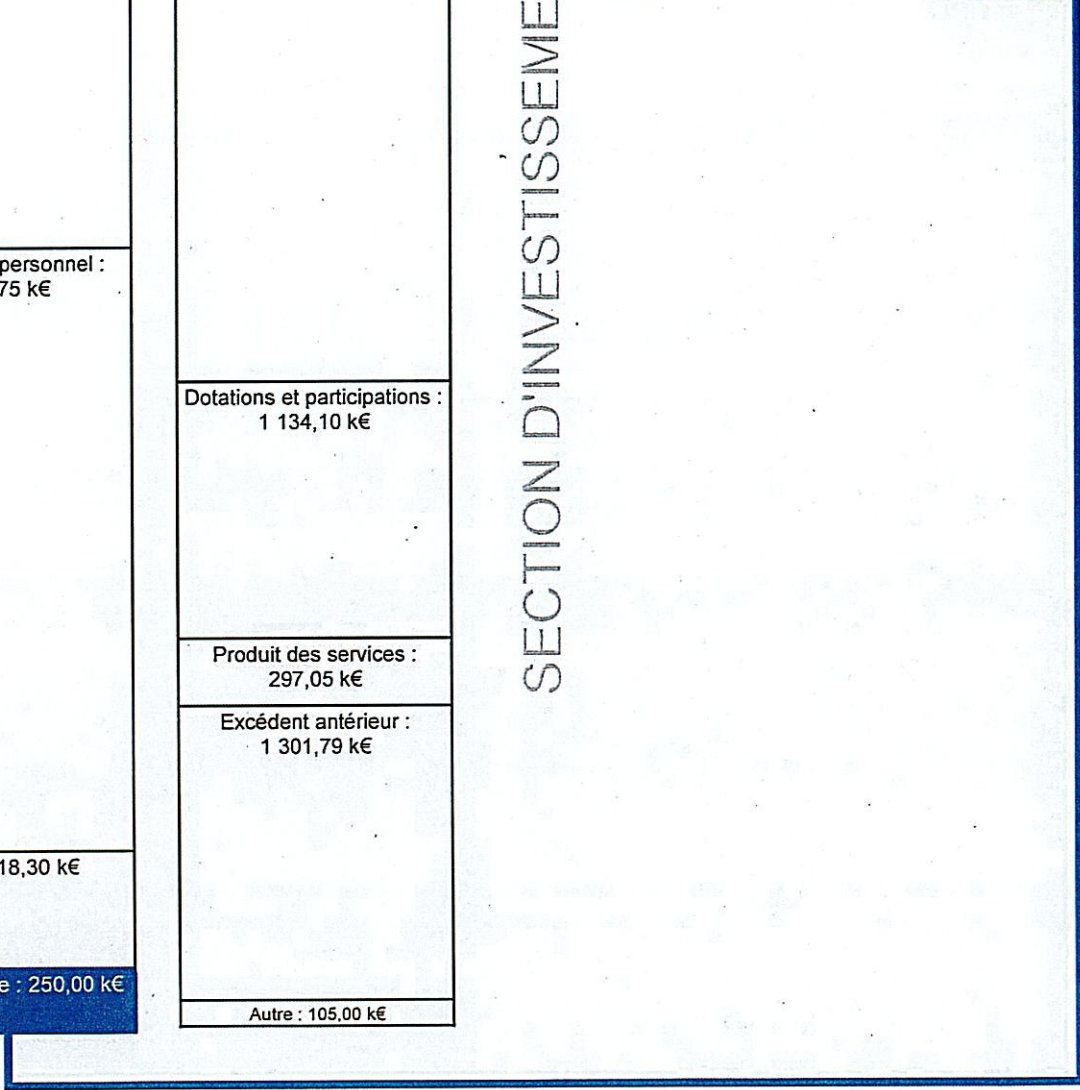 personnel :
75 k€
18,30 k€
e : 250,00 k€
Dotations et participations :
1 134,10 k€
Produit des services :
297,05 k€
Excédent antérieur :
1 301,79 k€
Autre : 105,00 k€
SECTION D'INVESTISSEME